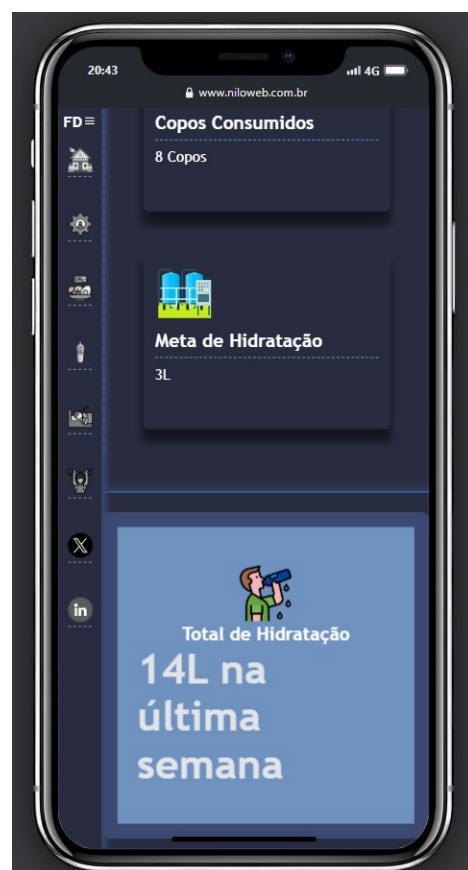 20:43
4G
www.niloweb.com.br
FD
Copos Consumidos
8 Copos
Meta de Hidratação
3L
X
in
Total de Hidratação
14L na
última
semana